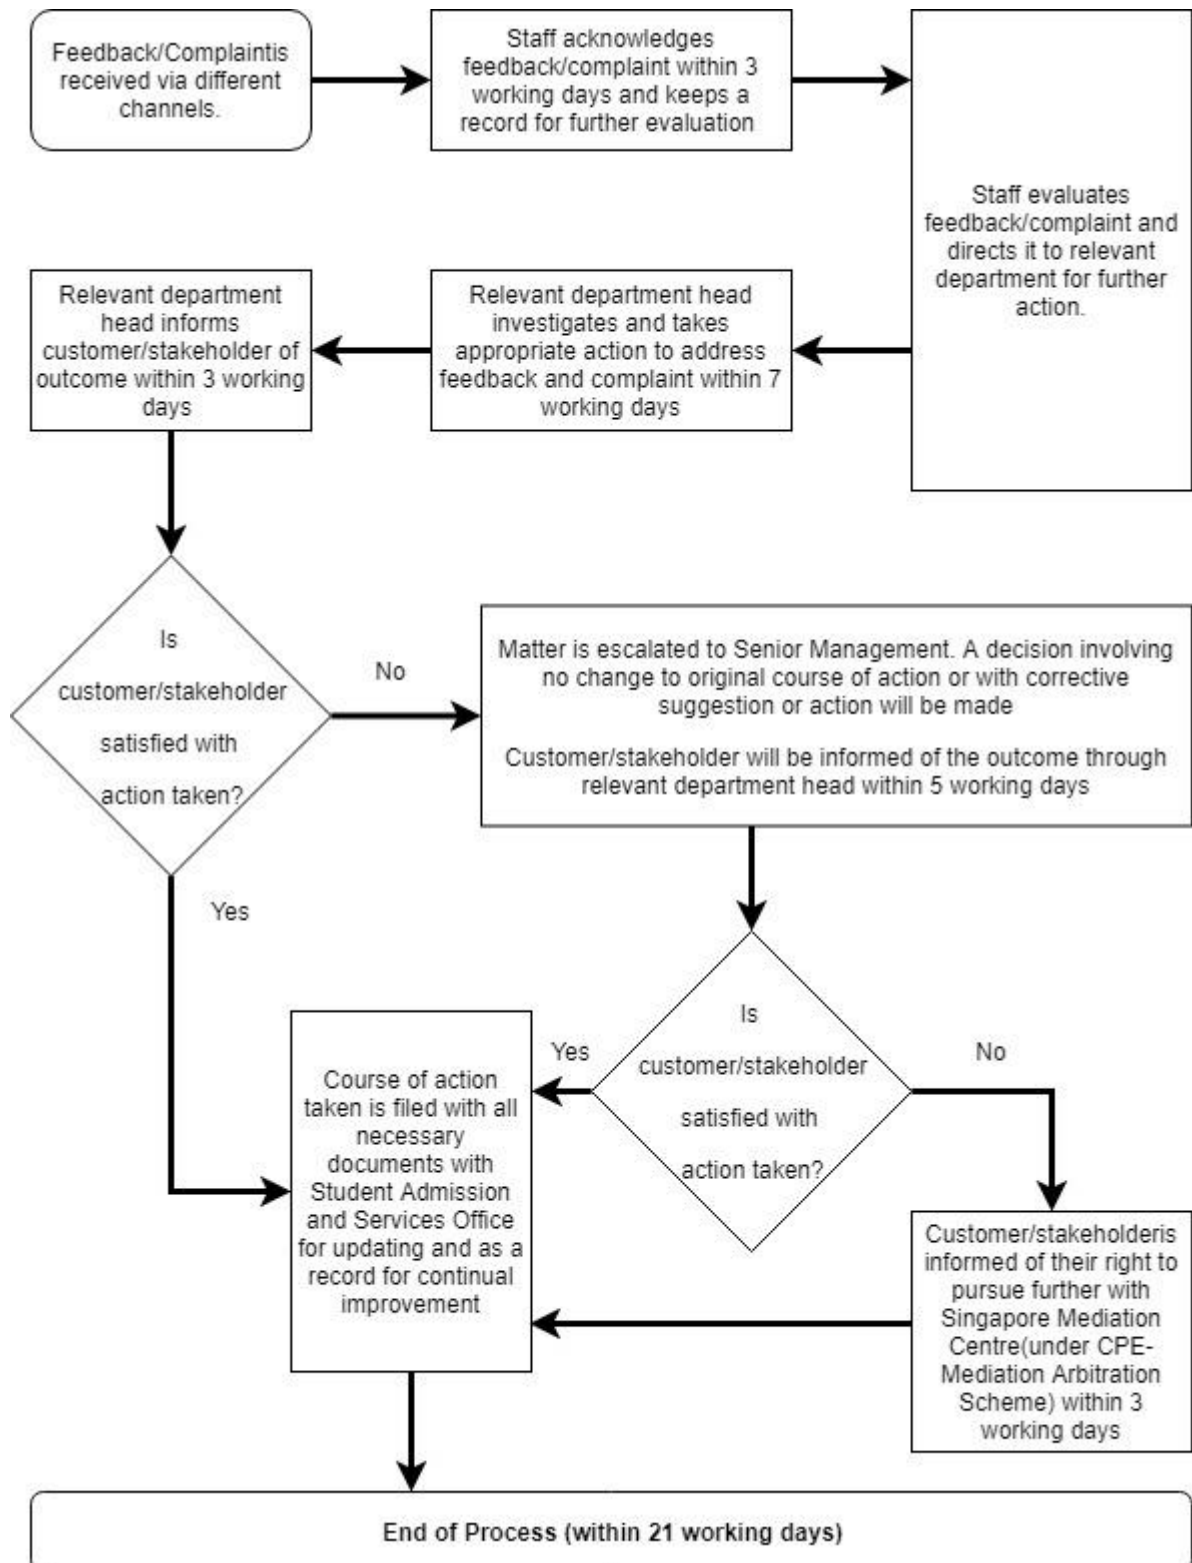 Feedback/Complaintis
received via different
channels.
Staff acknowledges
feedback/complaint within 3
working days and keeps a
record for further evaluation
Staff evaluates
feedback/complaint and
directs it to relevant
department for further
action.
Relevant department head
investigates and takes
appropriate action to address
feedback and complaint within 7
working days
Relevant department
head informs
customer/stakeholder of
outcome within 3 working
days
Is
customer/stakeholder
satisfied with
action taken?
No
Matter is escalated to Senior Management. A decision involving
no change to original course of action or with corrective
suggestion or action will be made
Customer/stakeholder will be informed of the outcome through
relevant department head within 5 working days
Yes
Is
customer/stakeholder
satisfied with
action taken?
Yes
No
Course of action
taken is filed with all
necessary
documents with
Student Admission
and Services Office
for updating and as a
record for continual
improvement
Customer/stakeholderis
informed of their right to
pursue further with
Singapore Mediation
Centre(under CPE-
Mediation Arbitration
Scheme) within 3
working days
End of Process (within 21 working days)